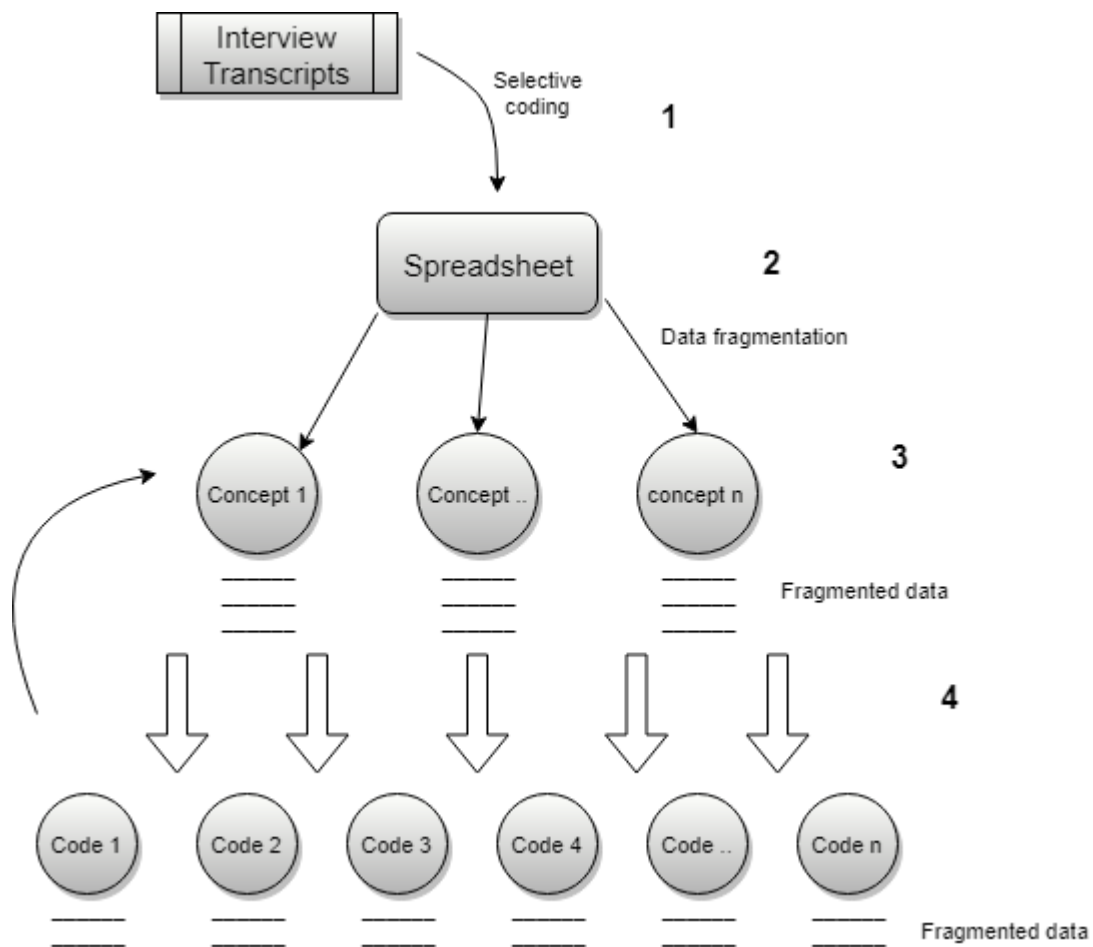 Interview
Transcripts
Selective
coding
1
Spreadsheet
2
Data fragmentation
3
Concept 1
Concept ..
concept n
Fragmented data
4
Code 1
Code 2
Code 3
Code 4
Code ..
Code n
Fragmented data